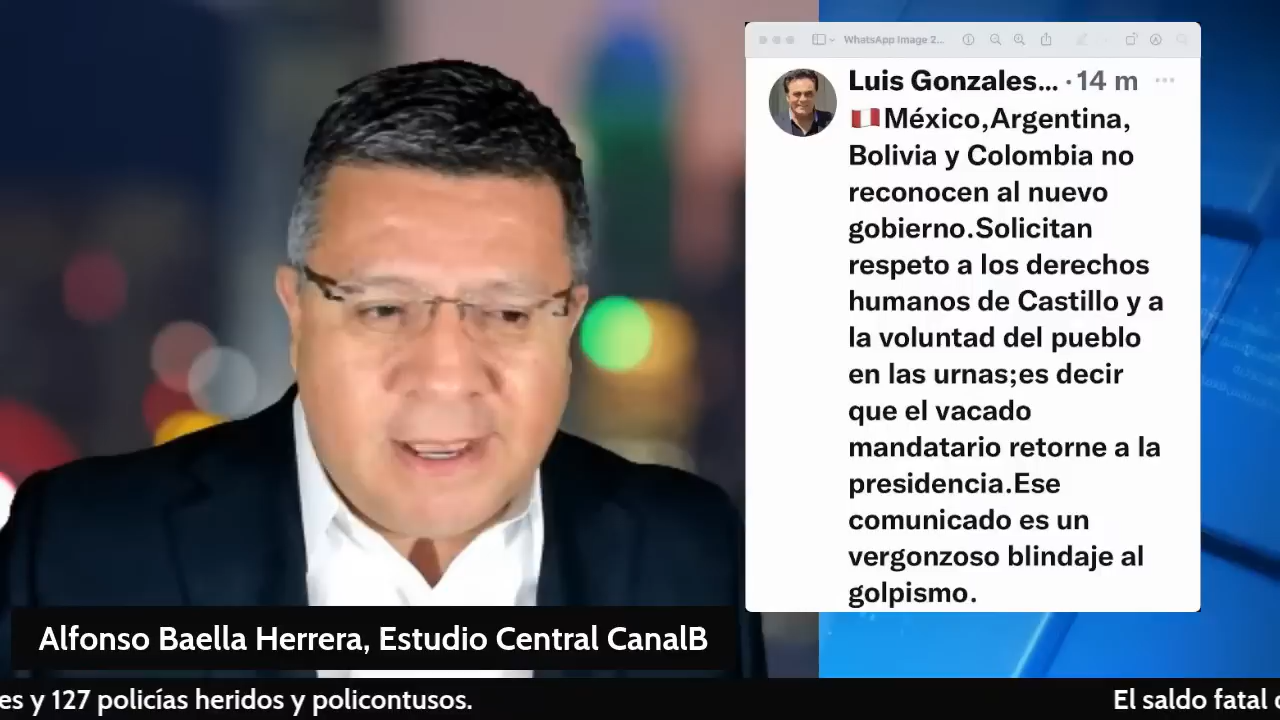 WhatsApp Image 2...
Luis Gonzales... · 14 m
México,Argentina,
Bolivia y Colombia no
reconocen al nuevo
gobierno.Solicitan
respeto a los derechos
humanos de Castillo y a
la voluntad del pueblo
en las urnas;es decir
que el vacado
mandatario retorne a la
presidencia.Ese
comunicado es un
vergonzoso blindaje al
golpismo.
Alfonso Baella Herrera, Estudio Central CanalB
es y 127 policías heridos y policontusos.
El saldo fatal